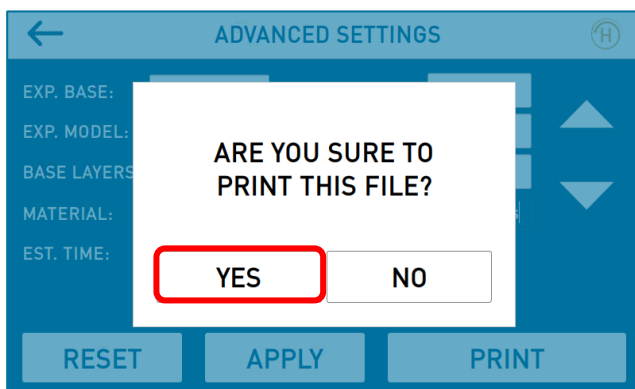 ADVANCED SETTINGS
H
EXP. BASE:
EXP. MODEL:
ARE YOU SURE TO
PRINT THIS FILE?
BASE LAYERS
MATERIAL:
s
EST. TIME:
YES NO
RESET APPLY PRINT